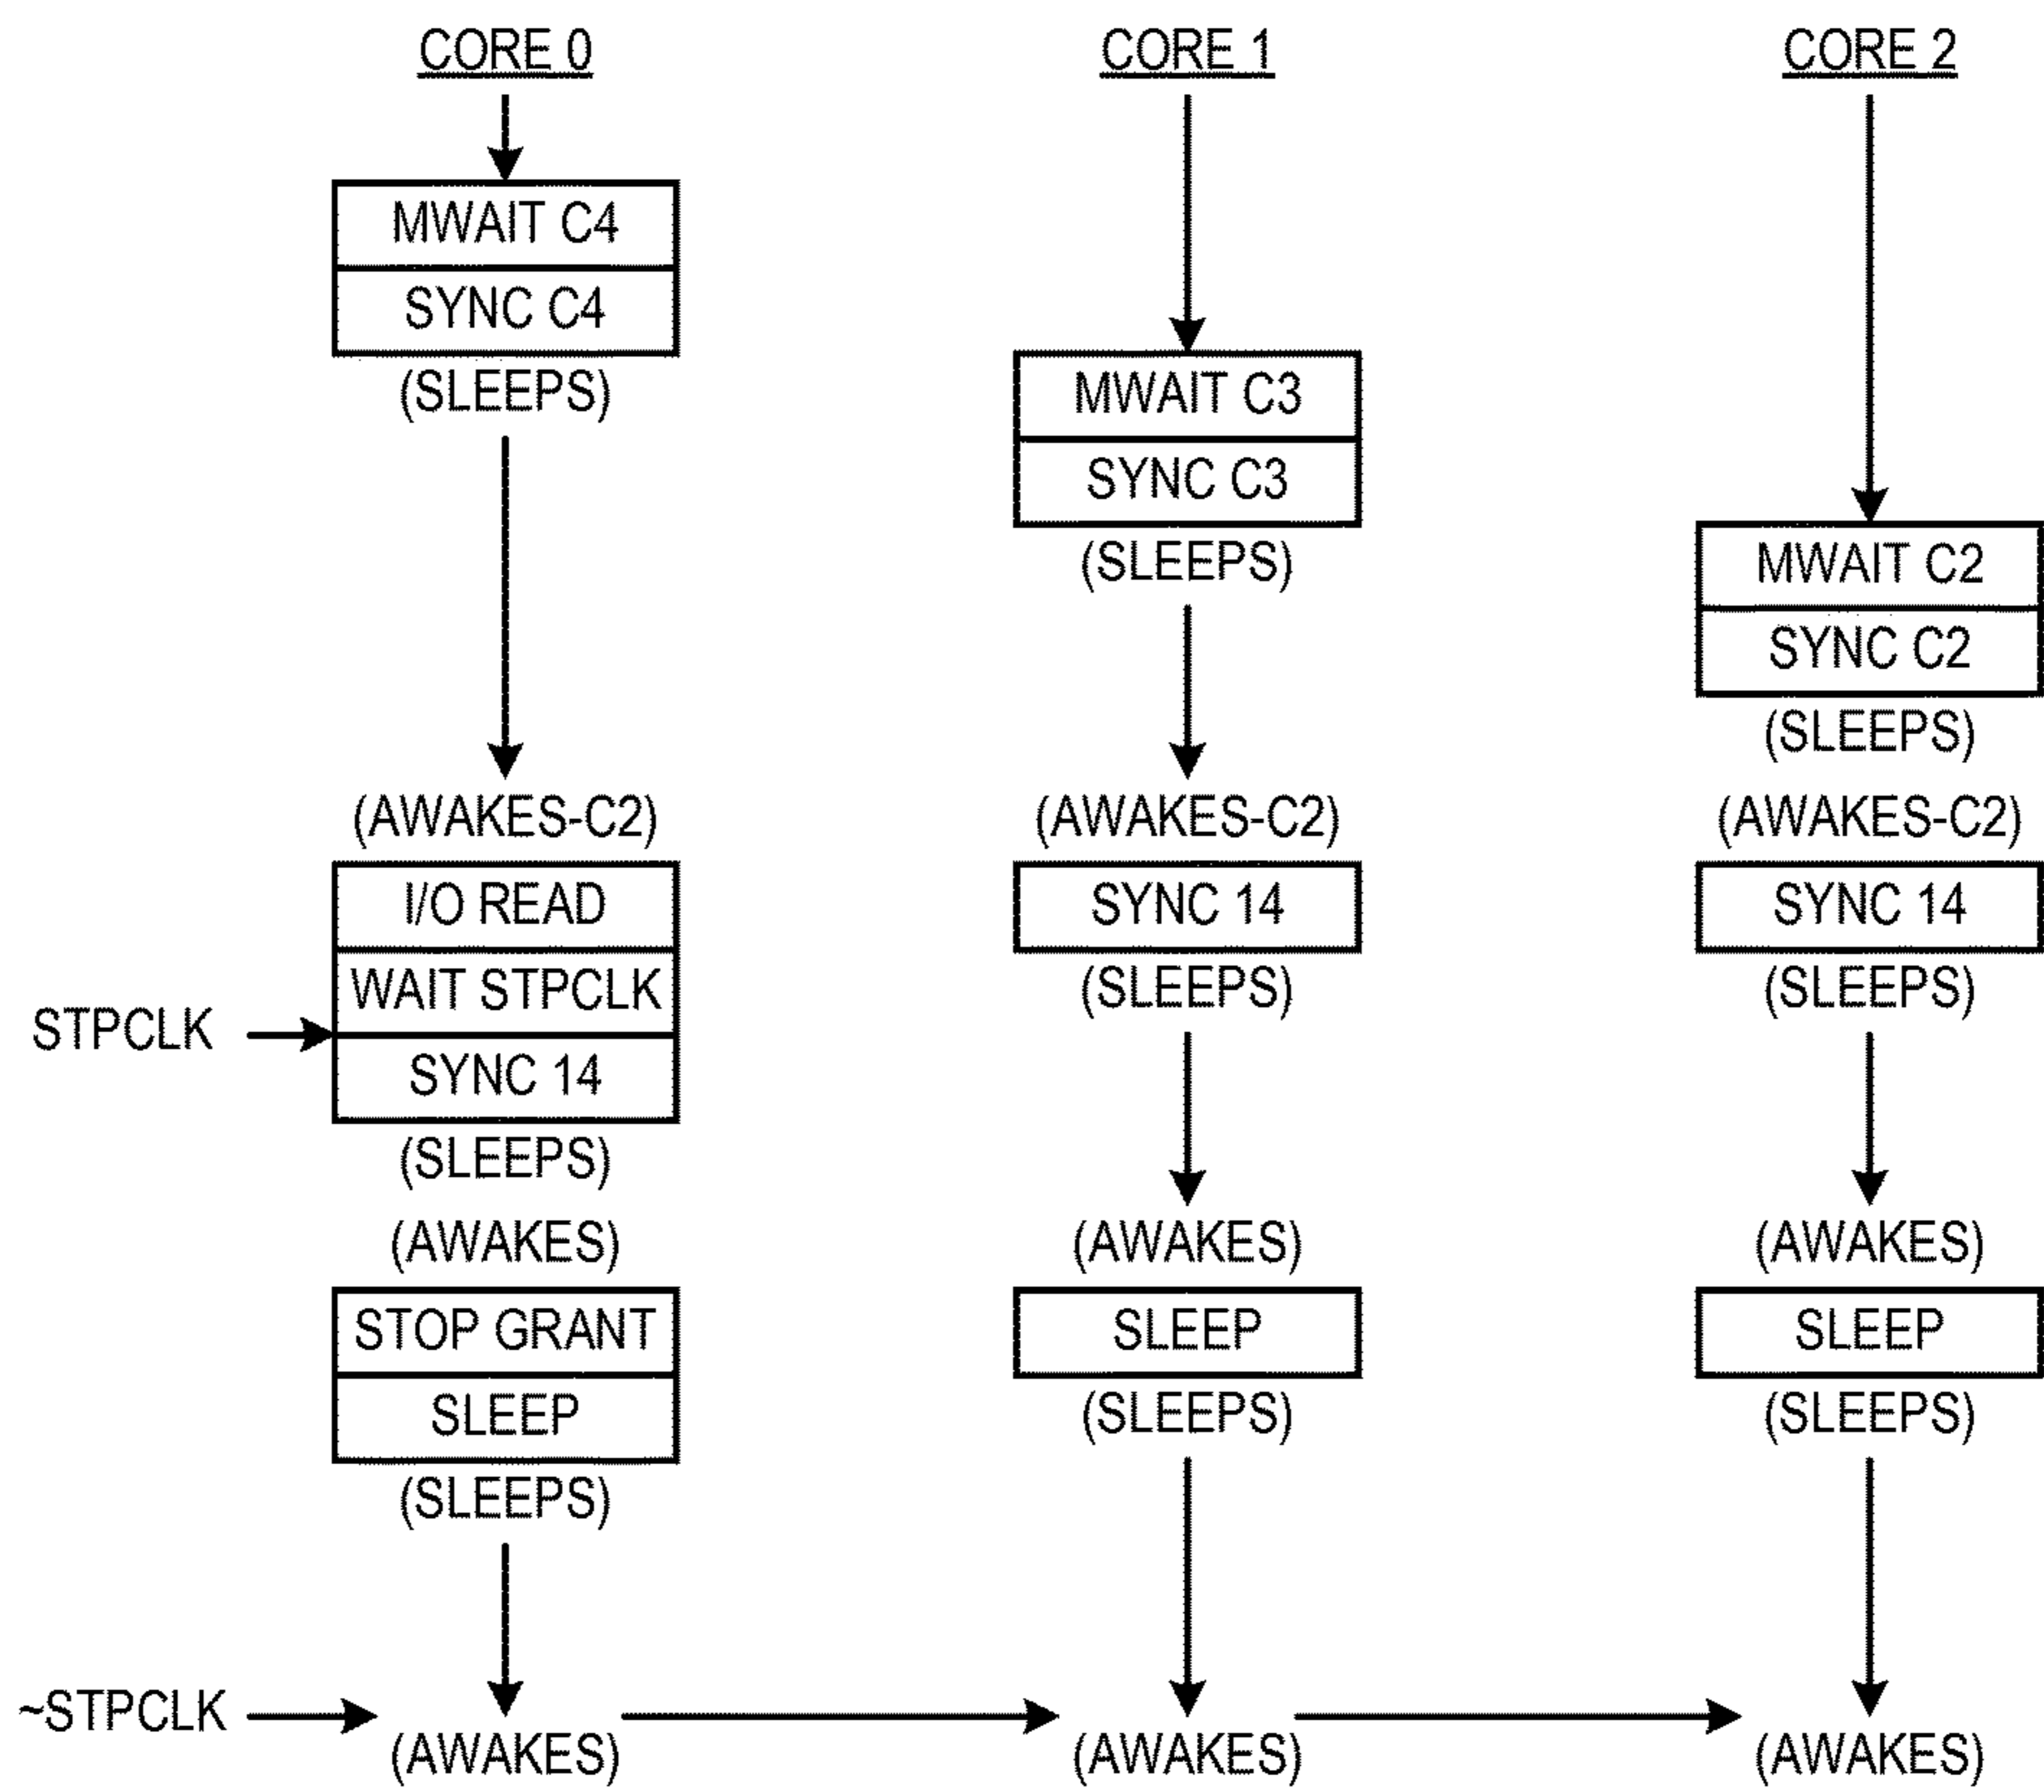 CORE 0
CORE 1
CORE 2
MWAIT C4
SYNC C4
(SLEEPS)
MWAIT C3
SYNC C3
(SLEEPS)
MWAIT C2
SYNC C2
(SLEEPS)
(AWAKES-C2)
(AWAKES-C2)
(AWAKES-C2)
I/O READ
SYNC 14
SYNC 14
WAIT STPCLK
(SLEEPS)
(SLEEPS)
STPCLK
SYNC 14
(SLEEPS)
(AWAKES)
(AWAKES)
(AWAKES)
STOP GRANT
SLEEP
SLEEP
SLEEP
(SLEEPS)
(SLEEPS)
(SLEEPS)
~STPCLK
(AWAKES)
(AWAKES)
(AWAKES)